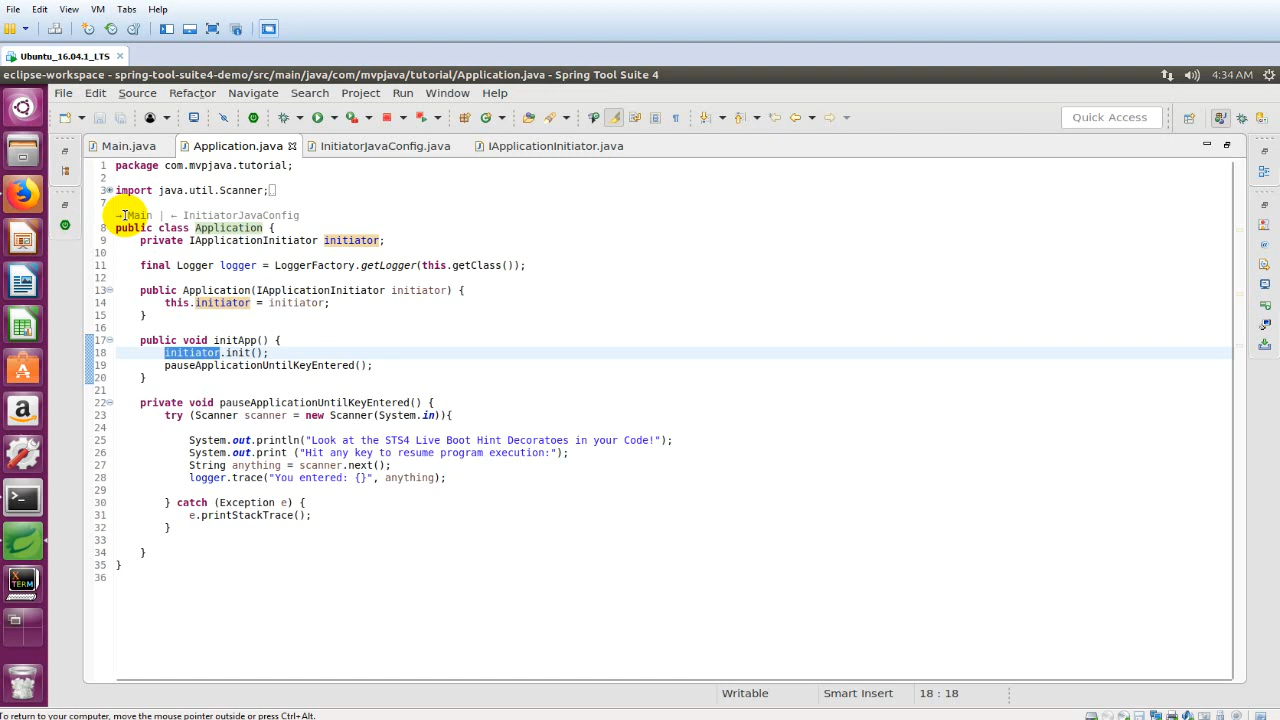 File Edit View VM Tabs Help
Ubuntu_16.04.1_LTS
eclipse-workspace - spring-tool-suite4-demo/src/main/java/com/mvpjava/tutorial/Application.java - Spring Tool Suite 4
4:34 AM
File Edit Source Refactor Navigate Search Project Run Window Help
Quick Access
Main.java Application.java InitiatorJavaConfig.java IApplicationInitiator.java
1 package com.mvpjava.tutorial;
2
3 import java.util.Scanner;
7
→ Main | ← InitiatorJavaConfig
8 public class Application {
9 private IApplicationInitiator initiator;
10
11 final Logger logger = LoggerFactory.getLogger(this.getClass());
12
13 public Application(IApplicationInitiator initiator) {
14 this.initiator = initiator;
15 }
16
17 public void initApp() {
18 initiator.init();
19 pauseApplicationUntilKeyEntered();
20 }
21
22 private void pauseApplicationUntilKeyEntered() {
23 try (Scanner scanner = new Scanner(System.in)){
24
25 System.out.println("Look at the STS4 Live Boot Hint Decoratoes in your Code!");
26 System.out.print ("Hit any key to resume program execution:");
27 String anything = scanner.next();
28 logger.trace("You entered: {}", anything);
29
30 } catch (Exception e) {
31 e.printStackTrace();
32 }
33
34 }
35 }
36
XTERM
Writable Smart Insert 18 : 18
To return to your computer, move the mouse pointer outside or press Ctrl+Alt.